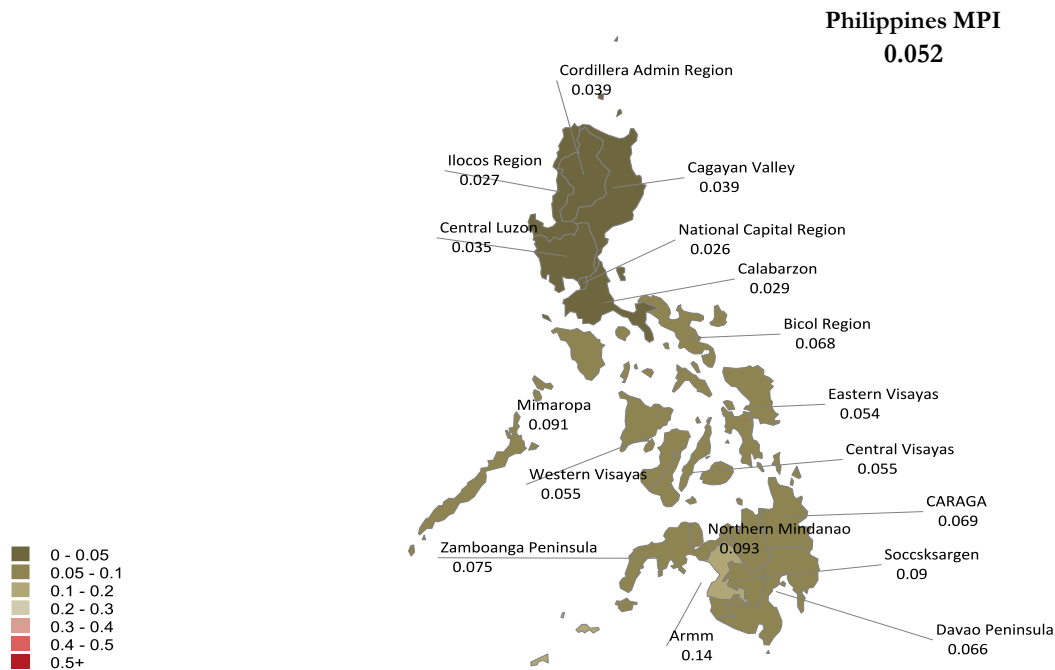 Philippines MPI
0.052
Cordillera Admin Region
0.039
Ilocos Region
0.027
Cagayan Valley
0.039
Central Luzon
0.035
National Capital Region
0.026
Calabarzon
0.029
Bicol Region
0.068
Eastern Visayas
0.054
Mimaropa
0.091
Central Visayas
0.055
Western Visayas
0.055
CARAGA
0.069
Northern Mindanao
0.093
Zamboanga Peninsula
0.075
Soccsksargen
0.09
Armm
0.14
Davao Peninsula
0.066
0 - 0.05
0.05 - 0.1
0.1 - 0.2
0.2 - 0.3
0.3 - 0.4
0.4 - 0.5
0.5+